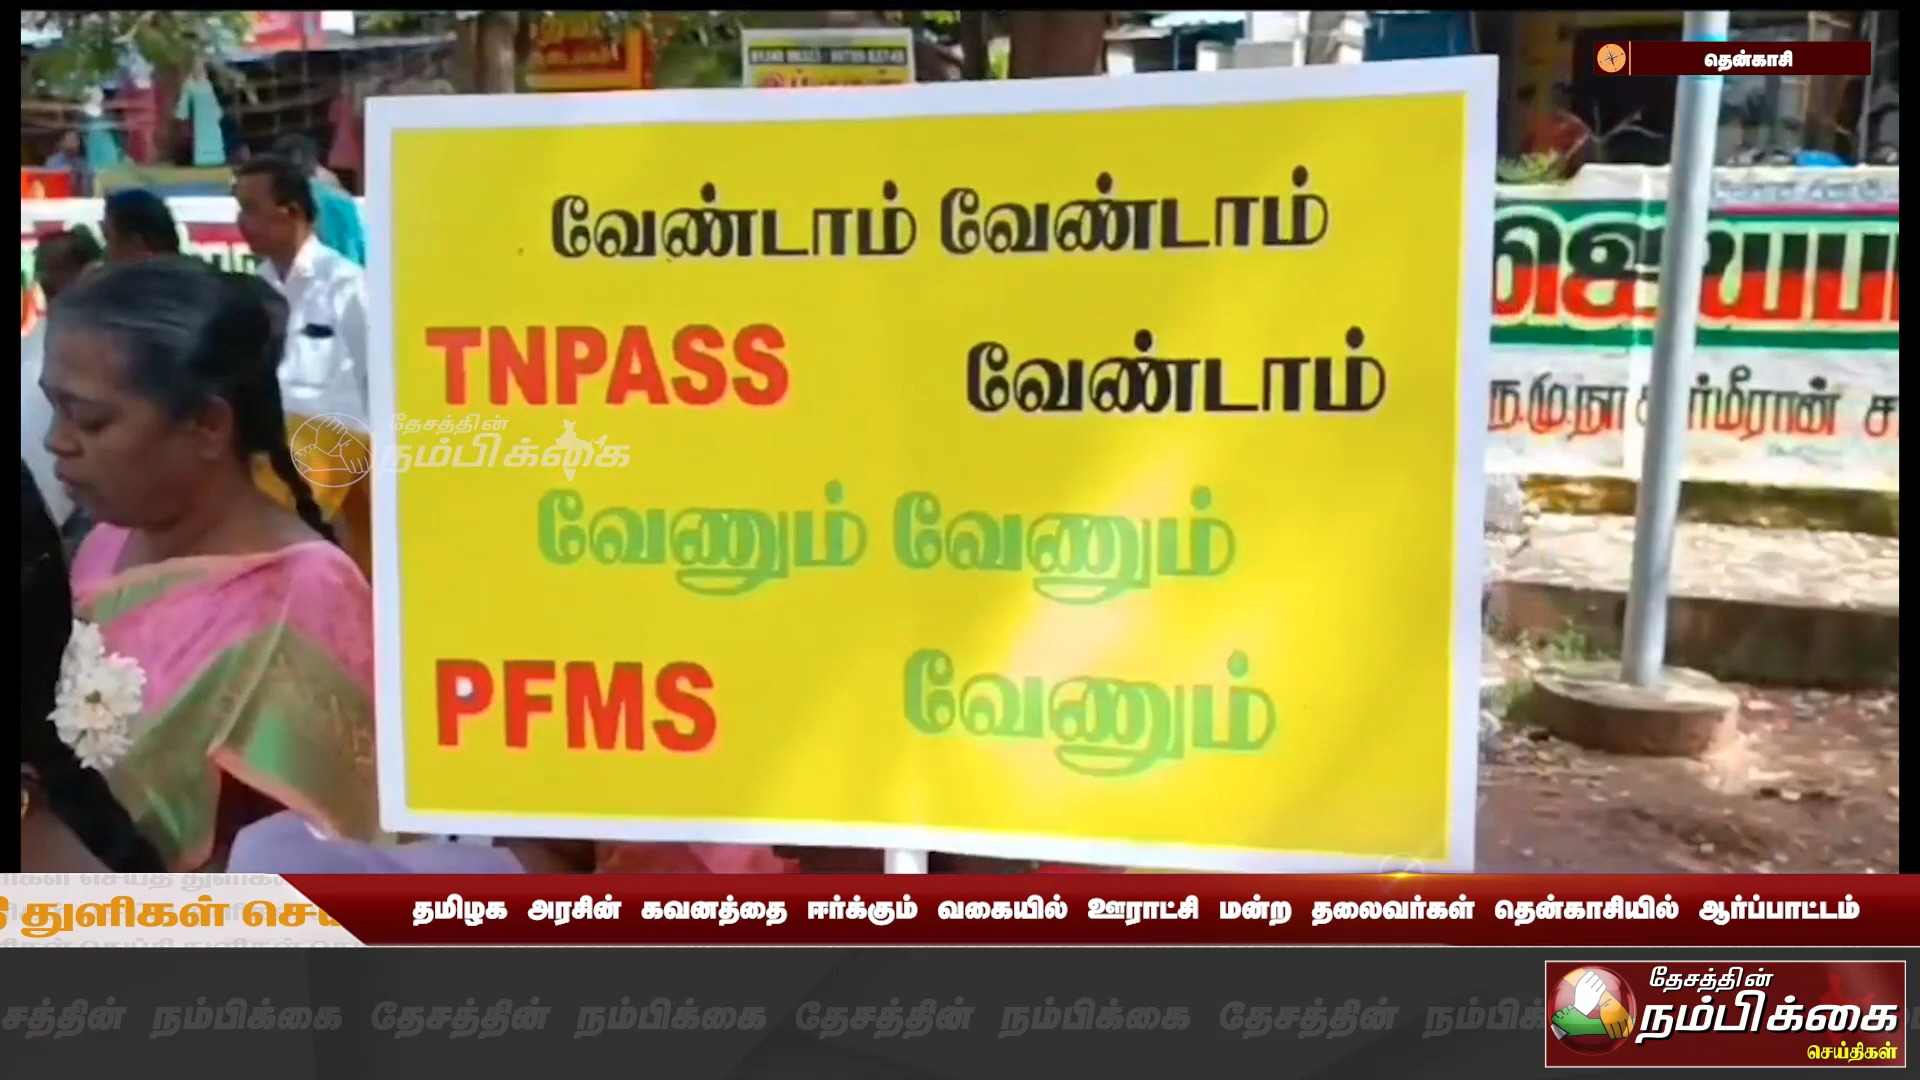 தென்காசி
வேண்டாம் வேண்டாம்
TNPASS வேண்டாம்
வேணும் வேணும்
PFMS வேணும்
தேசத்தின்
நம்பிக்கை
துளிகள்
தமிழக அரசின் கவனத்தை ஈர்க்கும் வகையில் ஊராட்சி மன்ற தலைவர்கள் தென்காசியில் ஆர்ப்பாட்டம்
நம்பிக்கை தேசத்தின் நம்பிக்கை தேசத்தின் நம்பிக்கை தேசத்தின்
தேசத்தின்
நம்பிக்கை
செய்திகள்